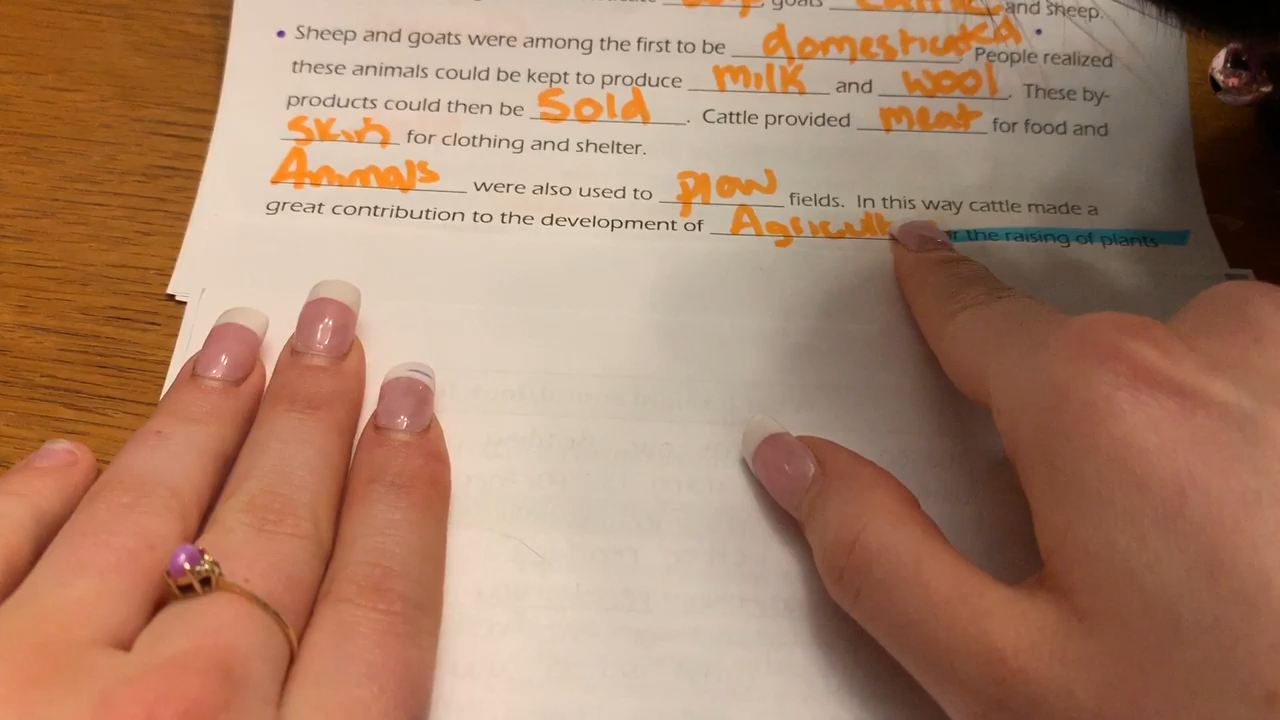 goats and sheep.
• Sheep and goats were among the first to be domesticated. People realized
these animals could be kept to produce milk and wool. These by-
products could then be Sold. Cattle provided meat for food and
Skin for clothing and shelter.
Animals were also used to plow fields. In this way cattle made a
great contribution to the development of Agricult r the raising of plants